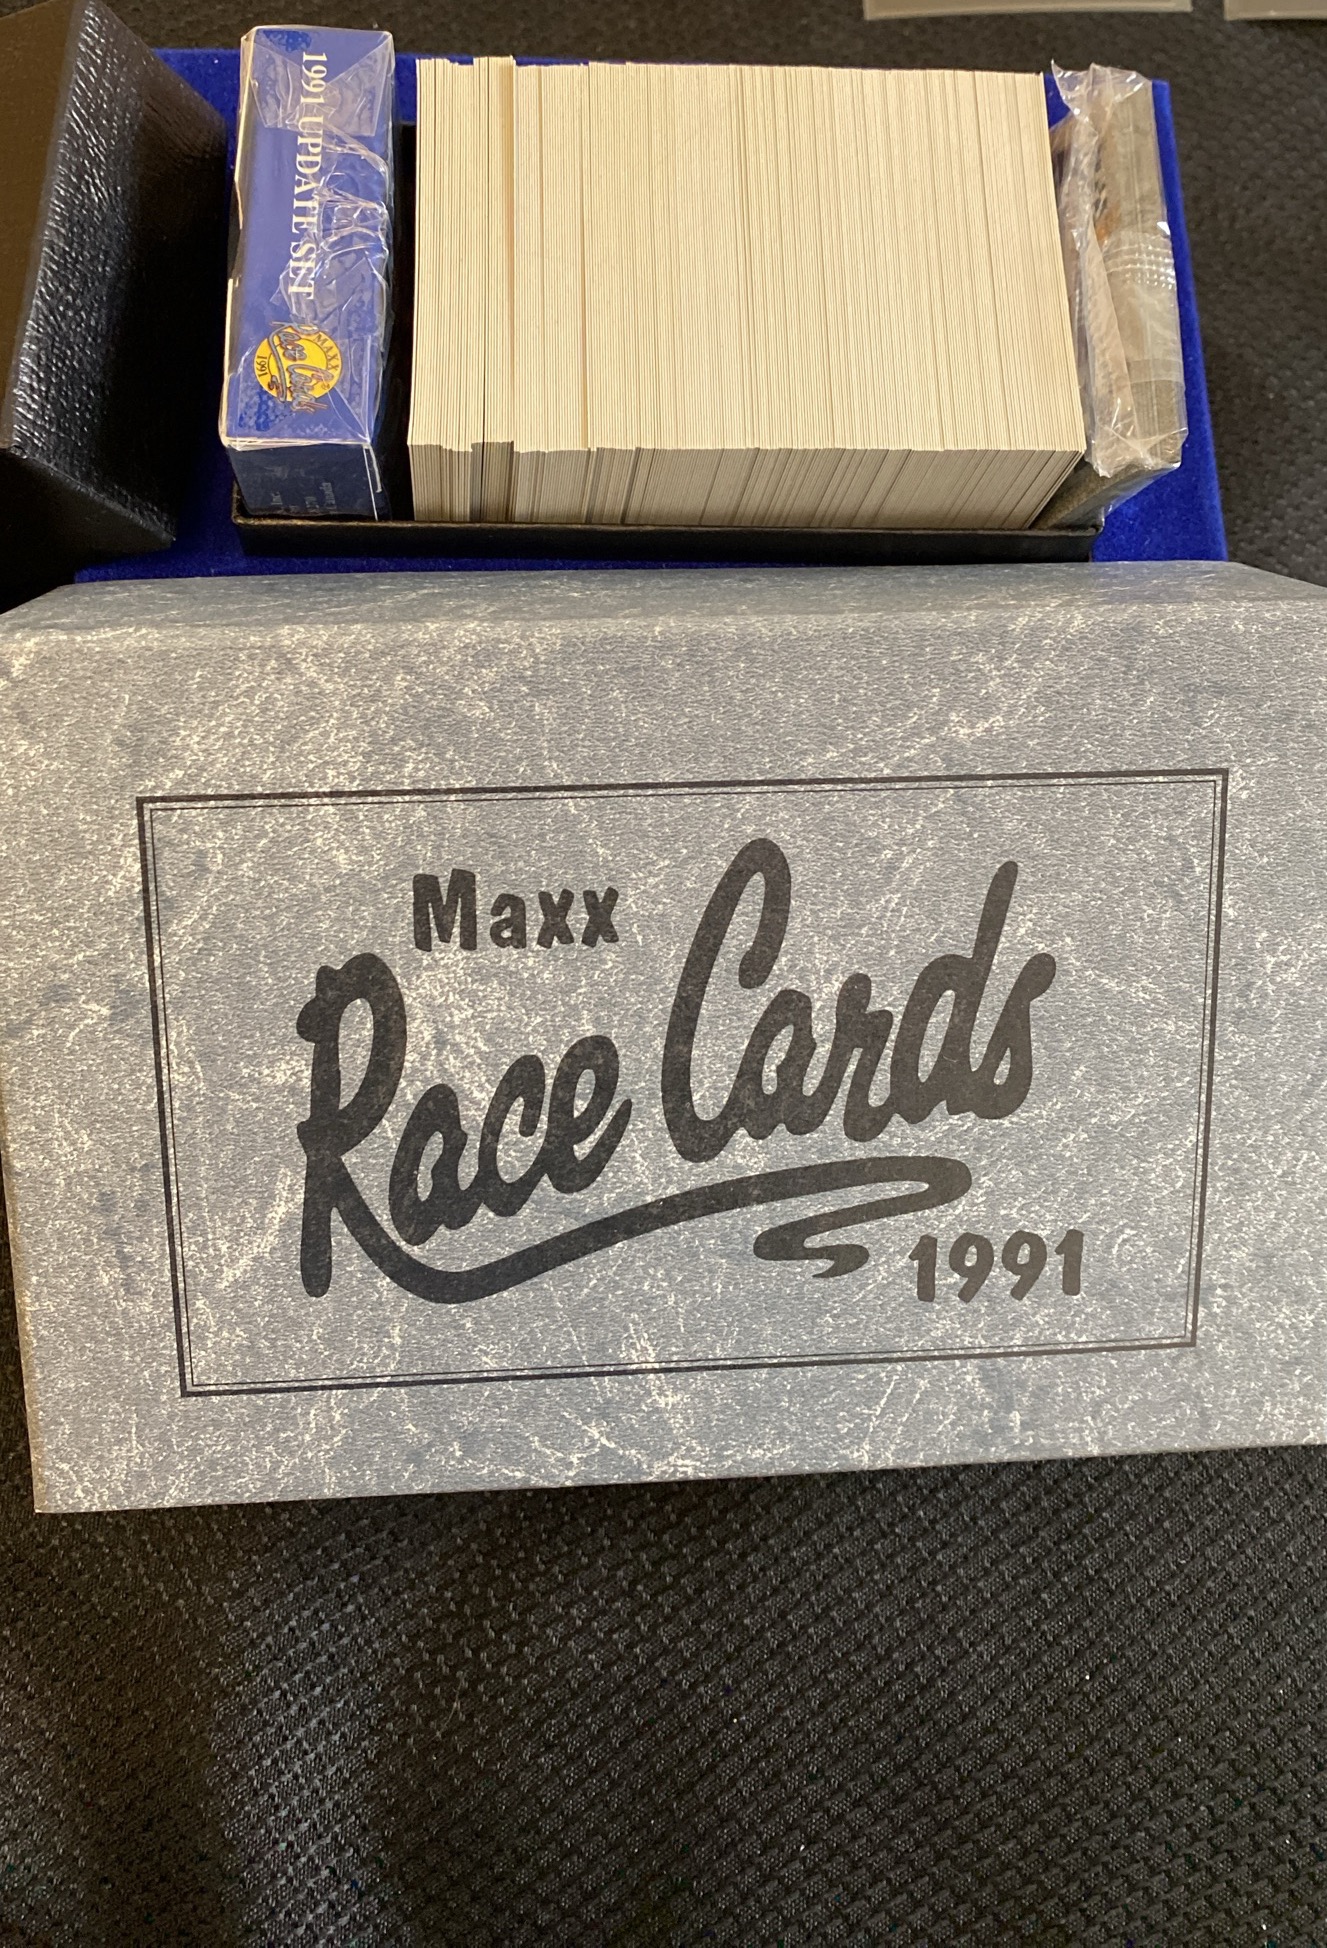 1991 UPDATE SET
MAXX
Race Cards
1991
Maxx
Race Cards
1991